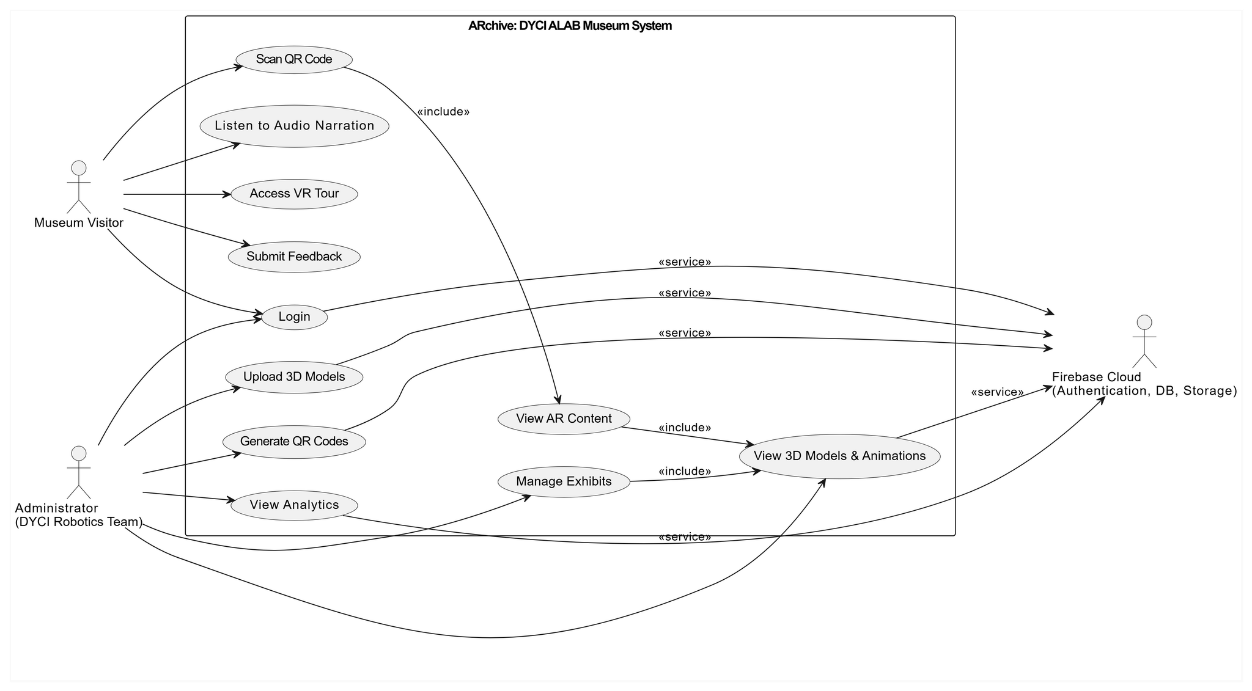 ARchive: DYCI ALAB Museum System
Scan QR Code
«include»
Listen to Audio Narration
Access VR Tour
Museum Visitor
Submit Feedback
«service»
«service»
Login
«service»
Upload 3D Models
Firebase Cloud
(Authentication, DB, Storage)
«service»
View AR Content
«include»
Generate QR Codes
View 3D Models & Animations
«include»
Manage Exhibits
View Analytics
Administrator
(DYCI Robotics Team)
«service»